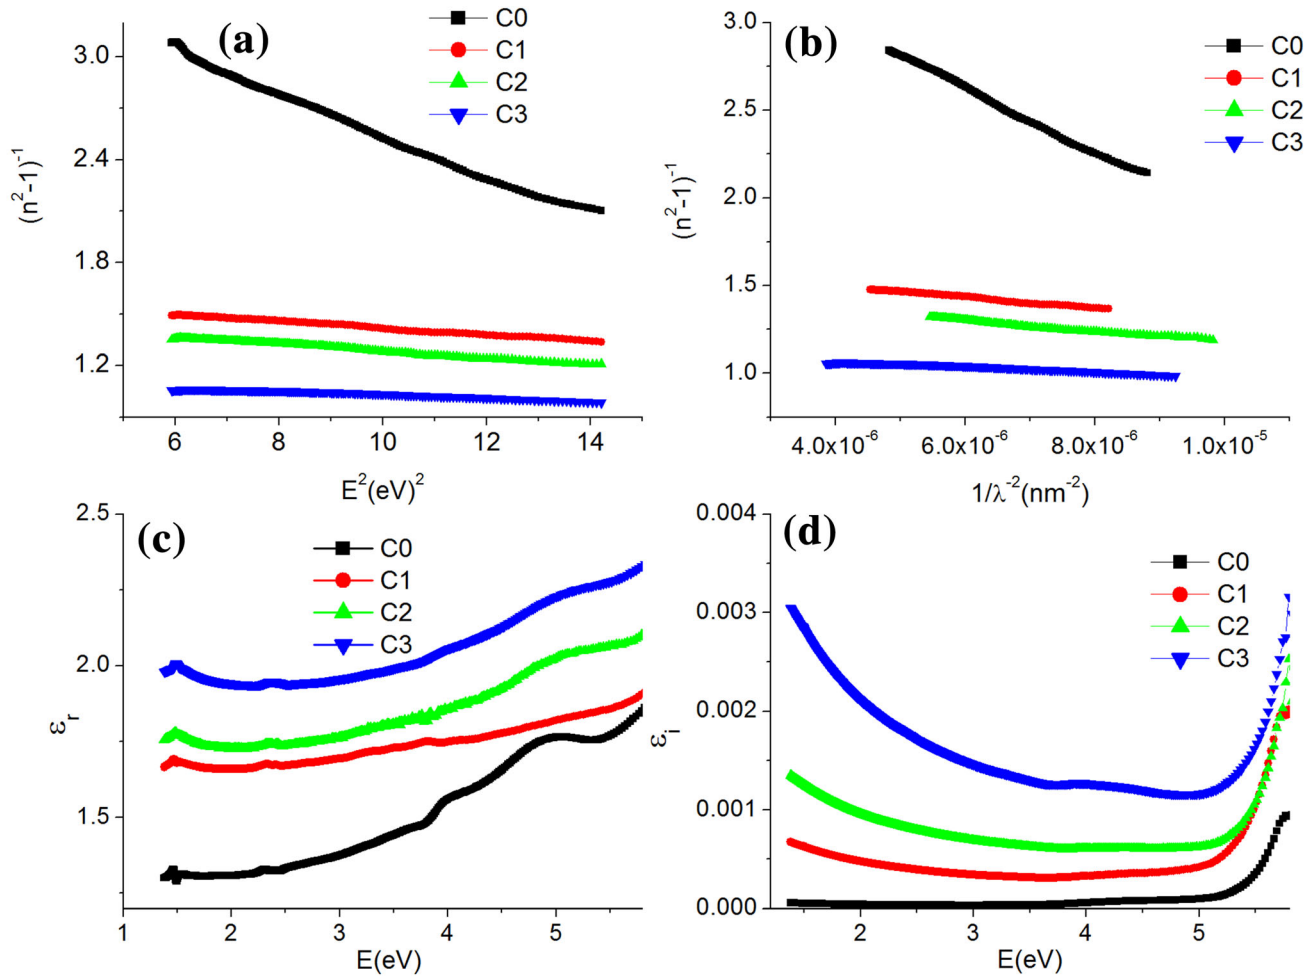 (a)
C0
C1
C2
C3
3.0
2.4
1.8
1.2
(n²-1)⁻¹
6 8 10 12 14
E²(eV)²
(b)
C0
C1
C2
C3
3.0
2.5
2.0
1.5
1.0
(n²-1)⁻¹
4.0x10⁻⁶ 6.0x10⁻⁶ 8.0x10⁻⁶ 1.0x10⁻⁵
1/λ⁻²(nm⁻²)
(c)
C0
C1
C2
C3
2.5
2.0
1.5
εᵣ
1 2 3 4 5
E(eV)
(d)
C0
C1
C2
C3
0.004
0.003
0.002
0.001
0.000
εᵢ
2 3 4 5
E(eV)